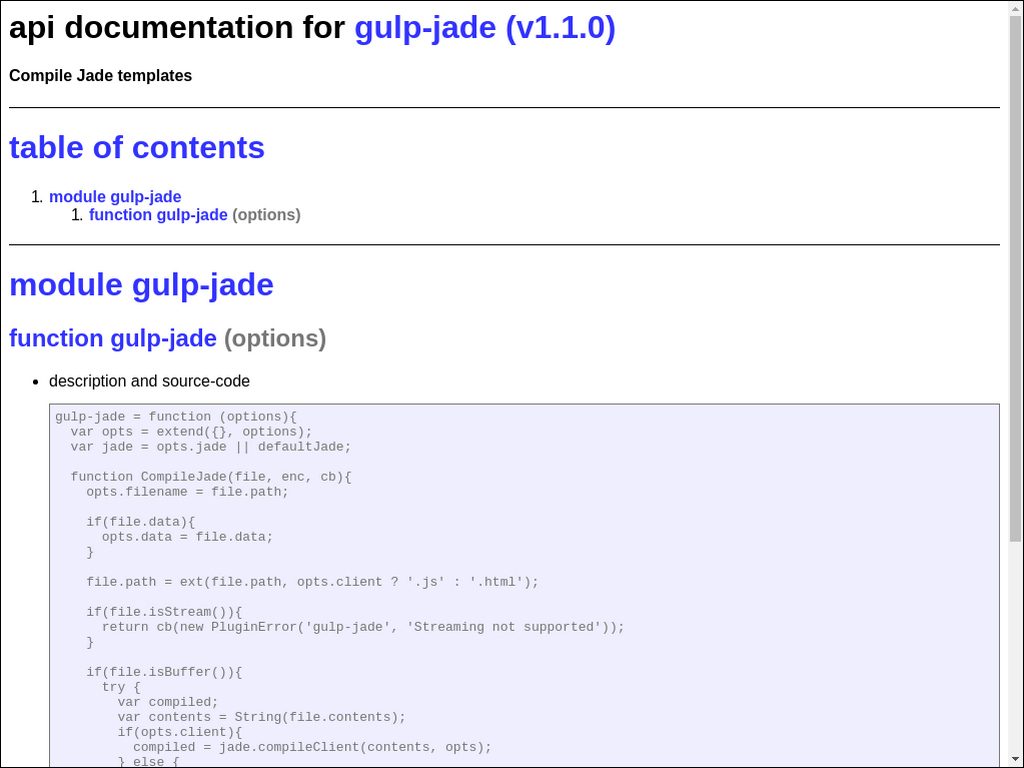 api documentation for gulp-jade (v1.1.0)
Compile Jade templates
table of contents
1. module gulp-jade
1. function gulp-jade (options)
module gulp-jade
function gulp-jade (options)
• description and source-code
gulp-jade = function (options){
  var opts = extend({}, options);
  var jade = opts.jade || defaultJade;

  function CompileJade(file, enc, cb){
    opts.filename = file.path;

    if(file.data){
      opts.data = file.data;
    }

    file.path = ext(file.path, opts.client ? '.js' : '.html');

    if(file.isStream()){
      return cb(new PluginError('gulp-jade', 'Streaming not supported'));
    }

    if(file.isBuffer()){
      try {
        var compiled;
        var contents = String(file.contents);
        if(opts.client){
          compiled = jade.compileClient(contents, opts);
        } else {